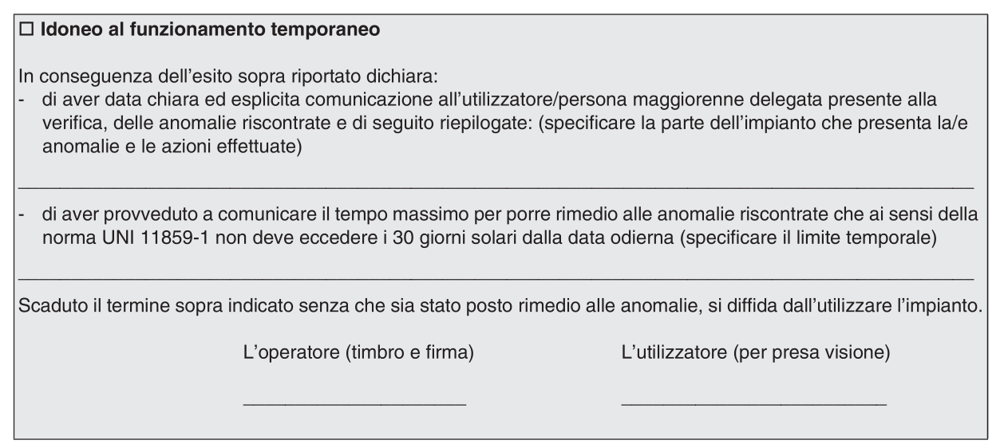 ☐ Idoneo al funzionamento temporaneo
In conseguenza dell'esito sopra riportato dichiara:
- di aver data chiara ed esplicita comunicazione all'utilizzatore/persona maggiorenne delegata presente alla
verifica, delle anomalie riscontrate e di seguito riepilogate: (specificare la parte dell'impianto che presenta la/e
anomalie e le azioni effettuate)
- di aver provveduto a comunicare il tempo massimo per porre rimedio alle anomalie riscontrate che ai sensi della
norma UNI 11859-1 non deve eccedere i 30 giorni solari dalla data odierna (specificare il limite temporale)
Scaduto il termine sopra indicato senza che sia stato posto rimedio alle anomalie, si diffida dall'utilizzare l'impianto.
L'operatore (timbro e firma) L'utilizzatore (per presa visione)